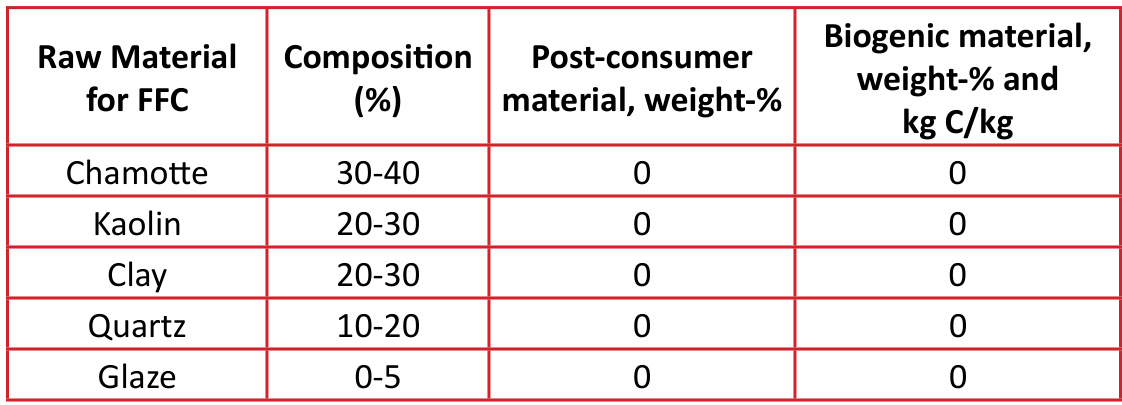 Raw Material for FFC | Composition (%) | Post-consumer material, weight-% | Biogenic material, weight-% and kg C/kg
Chamotte | 30-40 | 0 | 0
Kaolin | 20-30 | 0 | 0
Clay | 20-30 | 0 | 0
Quartz | 10-20 | 0 | 0
Glaze | 0-5 | 0 | 0